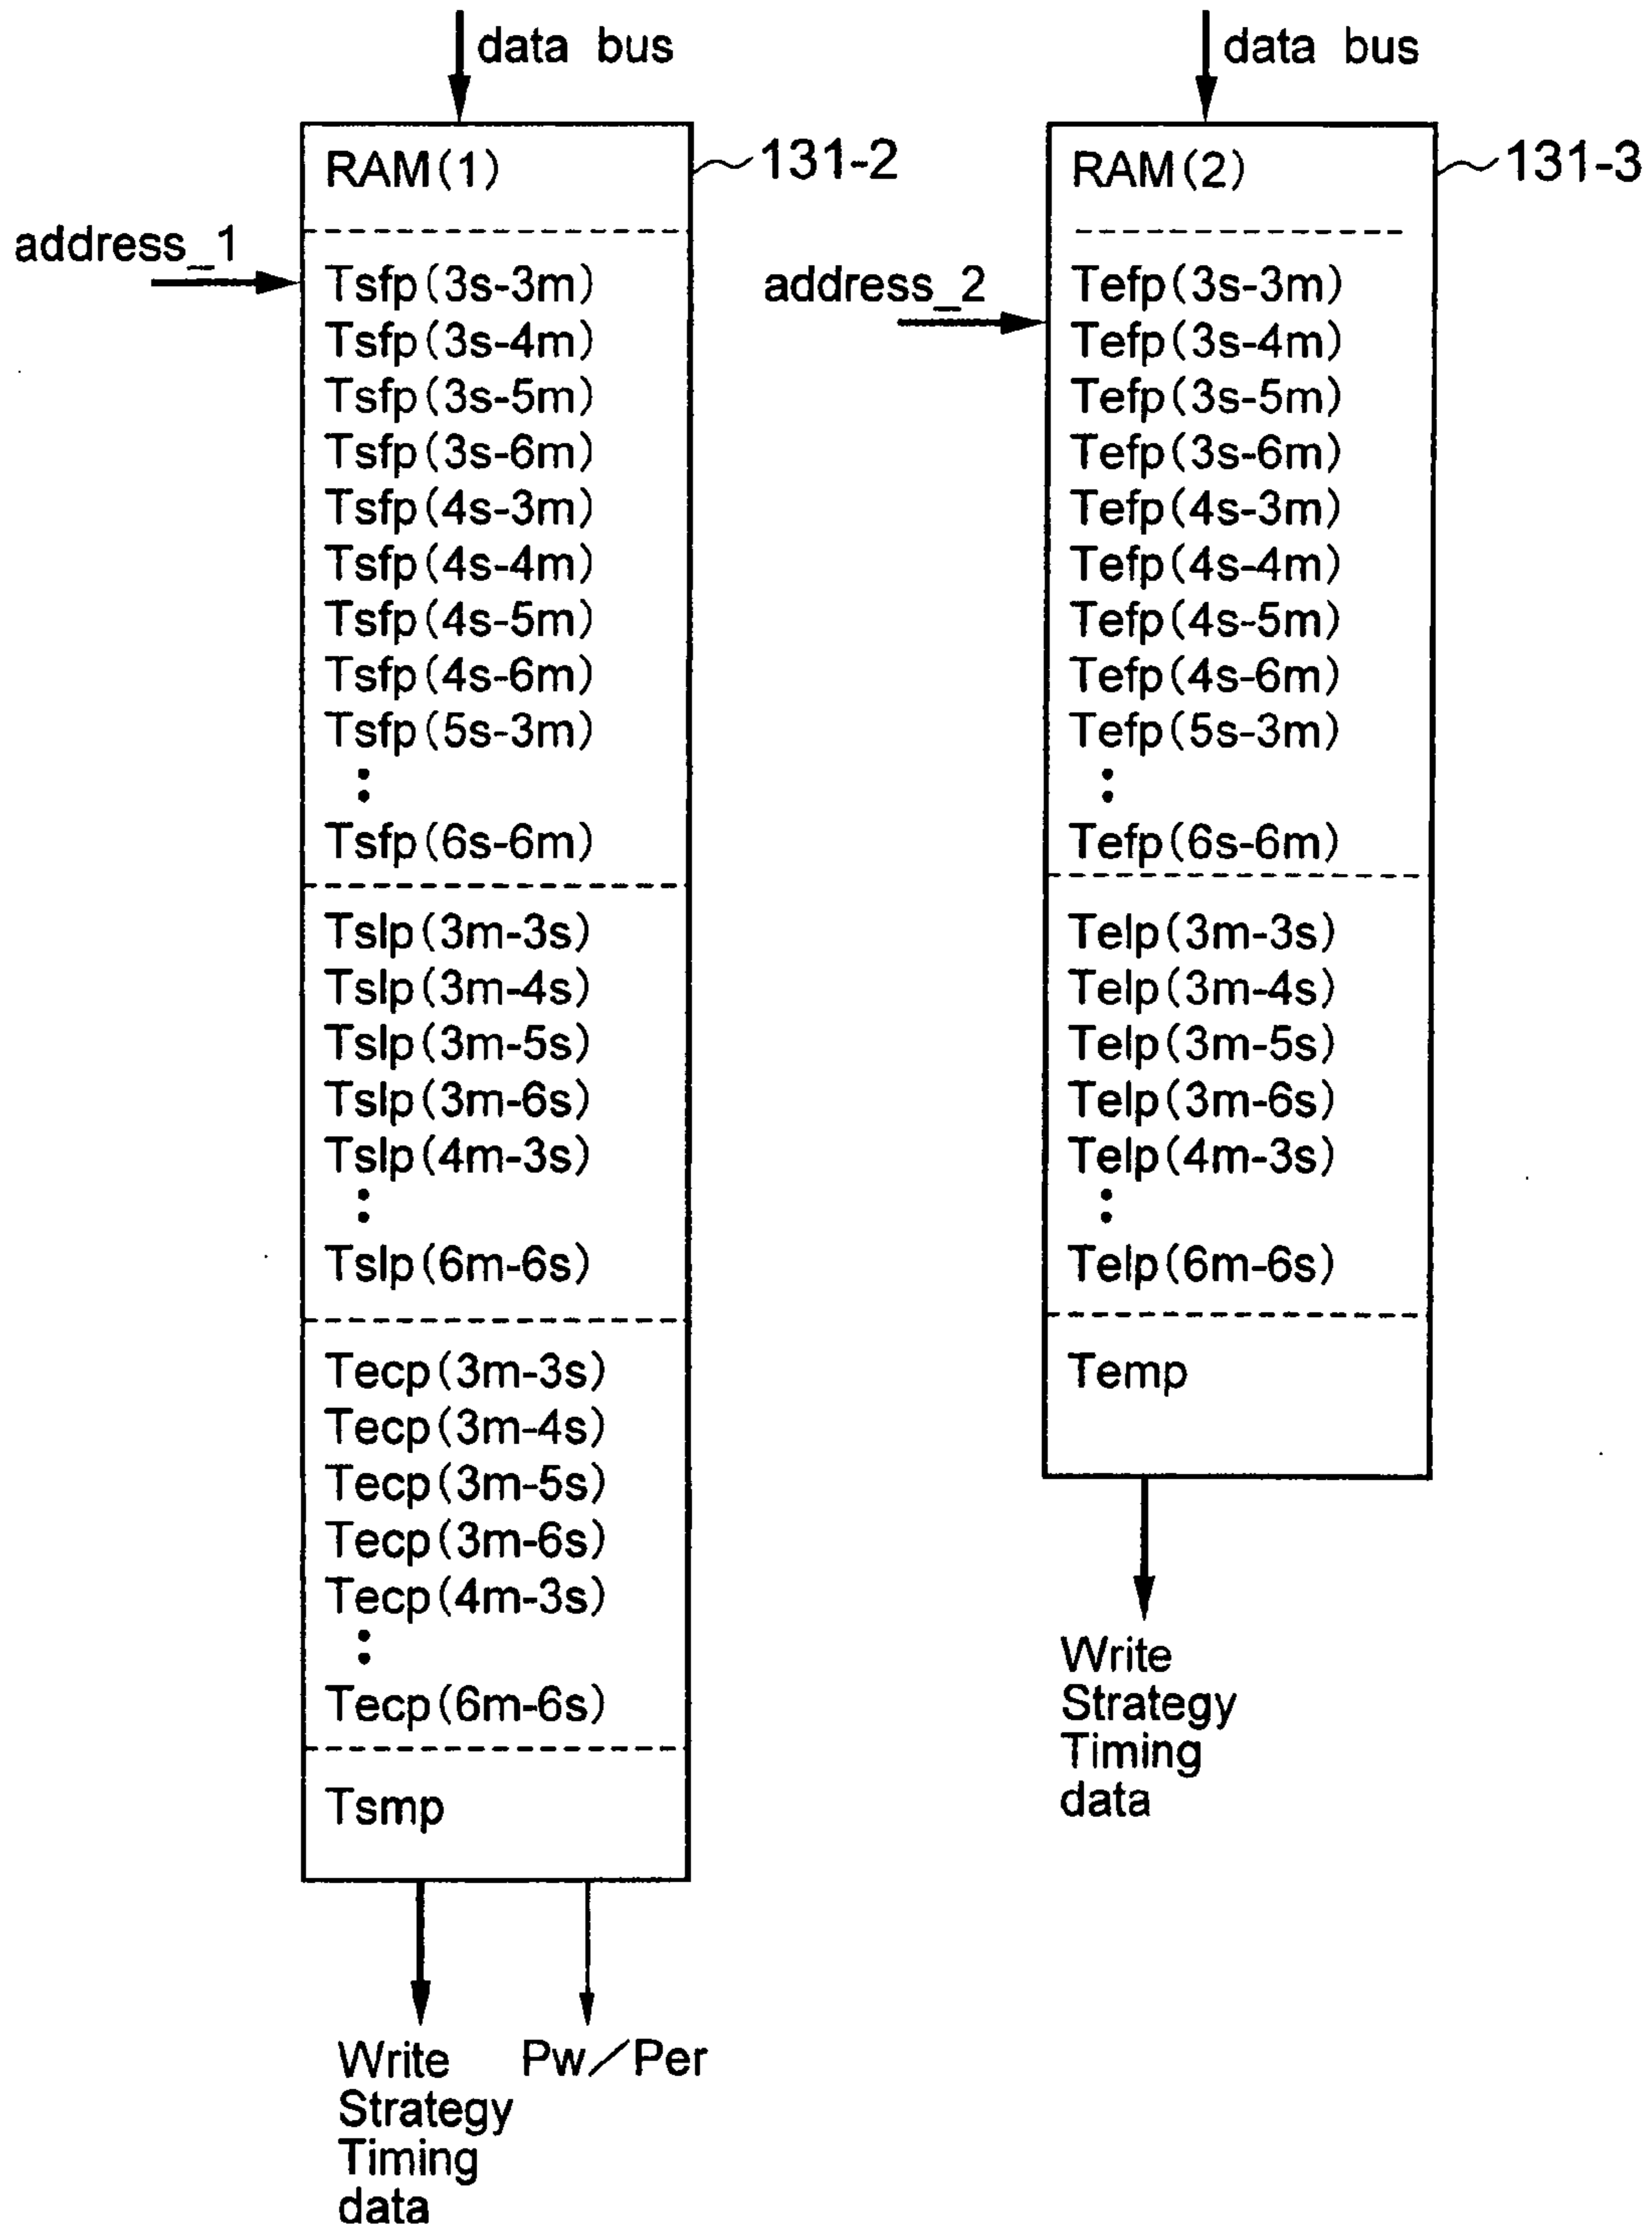 data bus
RAM(1)
131-2
address_1
Tsfp(3s-3m)
Tsfp(3s-4m)
Tsfp(3s-5m)
Tsfp(3s-6m)
Tsfp(4s-3m)
Tsfp(4s-4m)
Tsfp(4s-5m)
Tsfp(4s-6m)
Tsfp(5s-3m)
:
Tsfp(6s-6m)
Tslp(3m-3s)
Tslp(3m-4s)
Tslp(3m-5s)
Tslp(3m-6s)
Tslp(4m-3s)
:
Tslp(6m-6s)
Tecp(3m-3s)
Tecp(3m-4s)
Tecp(3m-5s)
Tecp(3m-6s)
Tecp(4m-3s)
:
Tecp(6m-6s)
Tsmp
Write
Strategy
Timing
data
Pw/Per
data bus
RAM(2)
131-3
address_2
Tefp(3s-3m)
Tefp(3s-4m)
Tefp(3s-5m)
Tefp(3s-6m)
Tefp(4s-3m)
Tefp(4s-4m)
Tefp(4s-5m)
Tefp(4s-6m)
Tefp(5s-3m)
:
Tefp(6s-6m)
Telp(3m-3s)
Telp(3m-4s)
Telp(3m-5s)
Telp(3m-6s)
Telp(4m-3s)
:
Telp(6m-6s)
Temp
Write
Strategy
Timing
data